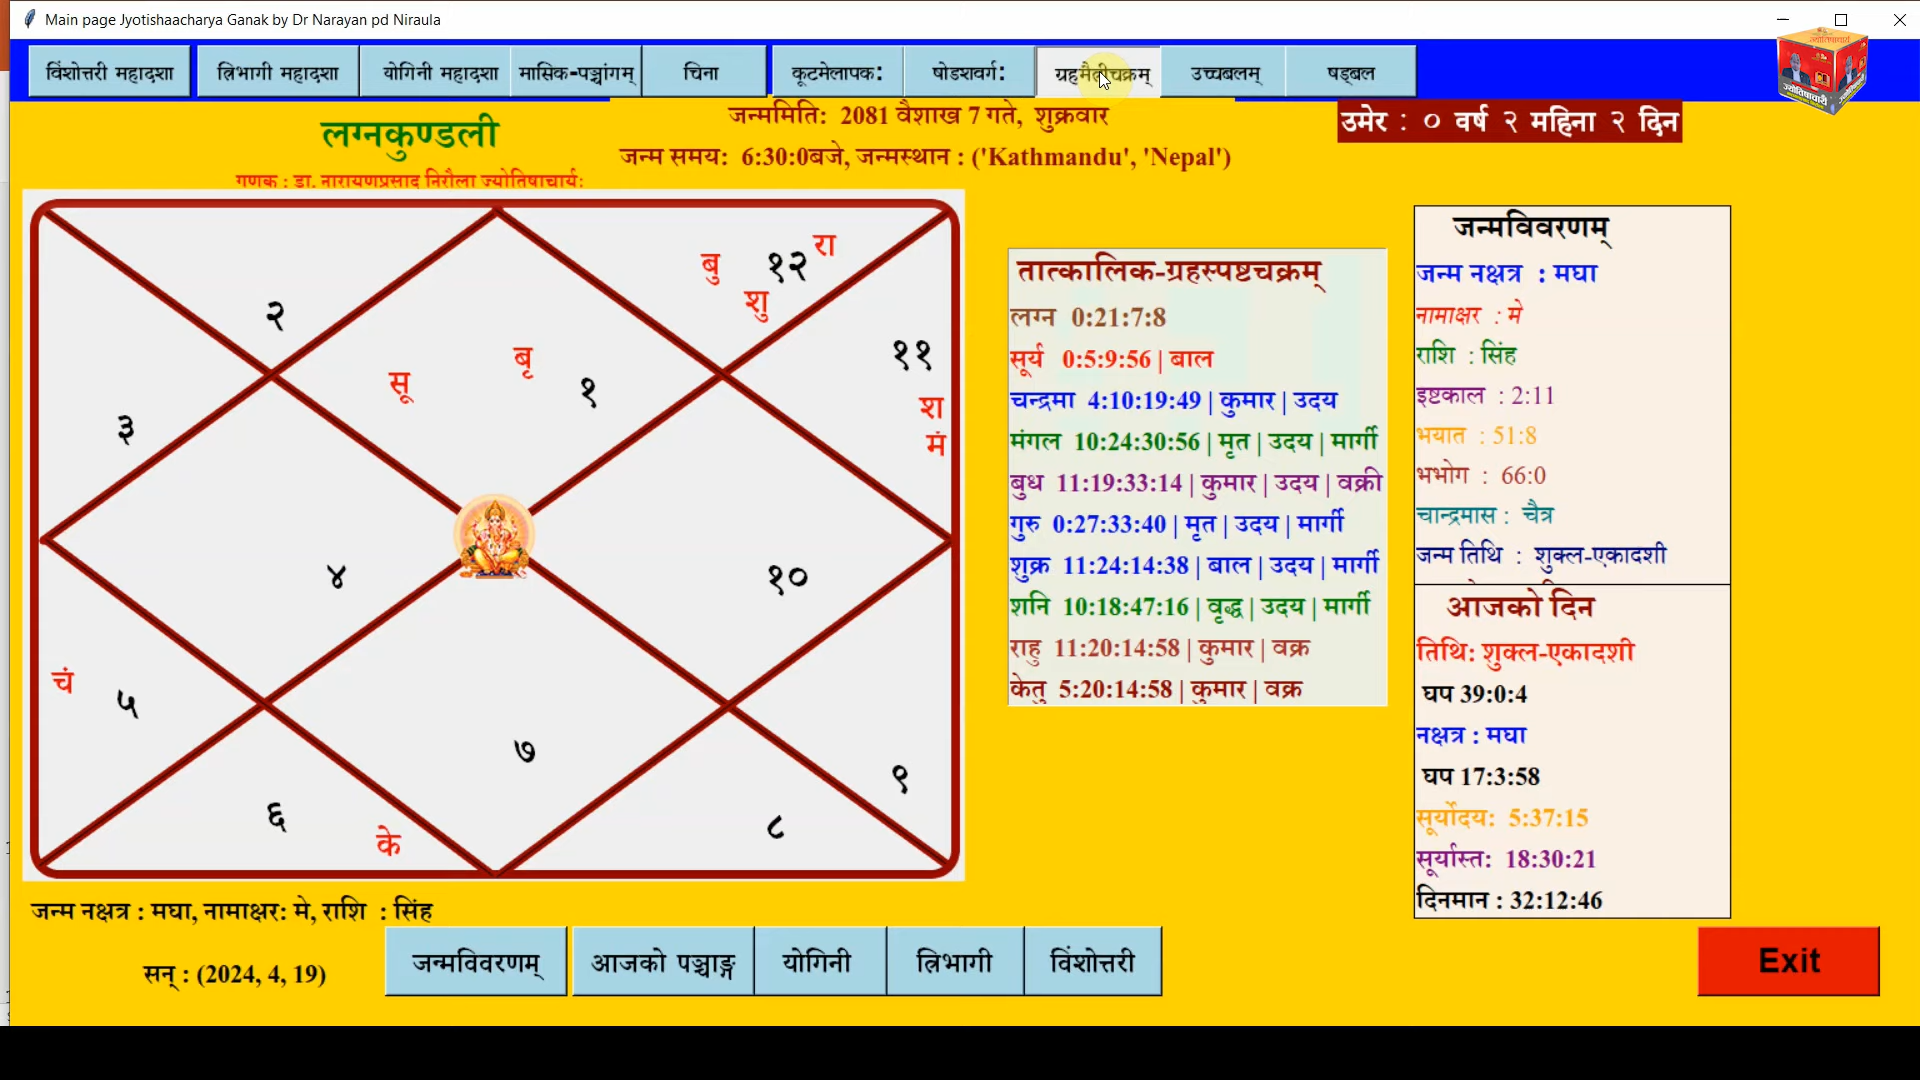 Main page Jyotishaacharya Ganak by Dr Narayan pd Niraula
विंशोत्तरी महादशा
त्रिभागी महादशा
योगिनी महादशा
मासिक-पञ्चांगम्
चिना
कूटमेलापक:
षोडशवर्ग:
ग्रहमैत्रीचक्रम्
उच्चबलम्
षड्बल
जन्ममिति: 2081 वैशाख 7 गते, शुक्रवार
जन्म समय: 6:30:0बजे, जन्मस्थान : ('Kathmandu', 'Nepal')
उमेर : ० वर्ष २ महिना २ दिन
लग्नकुण्डली
गणक : डा. नारायणप्रसाद निरौला ज्योतिषाचार्य:
बु
१२
रा
शु
२
सू
बृ
१
११
श
मं
३
४
१०
चं
५
७
६
के
८
९
तात्कालिक-ग्रहस्पष्टचक्रम्
लग्न 0:21:7:8
सूर्य 0:5:9:56 | बाल
चन्द्रमा 4:10:19:49 | कुमार | उदय
मंगल 10:24:30:56 | मृत | उदय | मार्गी
बुध 11:19:33:14 | कुमार | उदय | वक्री
गुरु 0:27:33:40 | मृत | उदय | मार्गी
शुक्र 11:24:14:38 | बाल | उदय | मार्गी
शनि 10:18:47:16 | वृद्ध | उदय | मार्गी
राहु 11:20:14:58 | कुमार | वक्र
केतु 5:20:14:58 | कुमार | वक्र
जन्मविवरणम्
जन्म नक्षत्र : मघा
नामाक्षर : मे
राशि : सिंह
इष्टकाल : 2:11
भयात : 51:8
भभोग : 66:0
चान्द्रमास : चैत्र
जन्म तिथि : शुक्ल-एकादशी
आजको दिन
तिथि: शुक्ल-एकादशी
घप 39:0:4
नक्षत्र : मघा
घप 17:3:58
सूर्योदय: 5:37:15
सूर्यास्त: 18:30:21
दिनमान : 32:12:46
जन्म नक्षत्र : मघा, नामाक्षर: मे, राशि : सिंह
सन् : (2024, 4, 19)
जन्मविवरणम्
आजको पञ्चाङ्ग
योगिनी
त्रिभागी
विंशोत्तरी
Exit